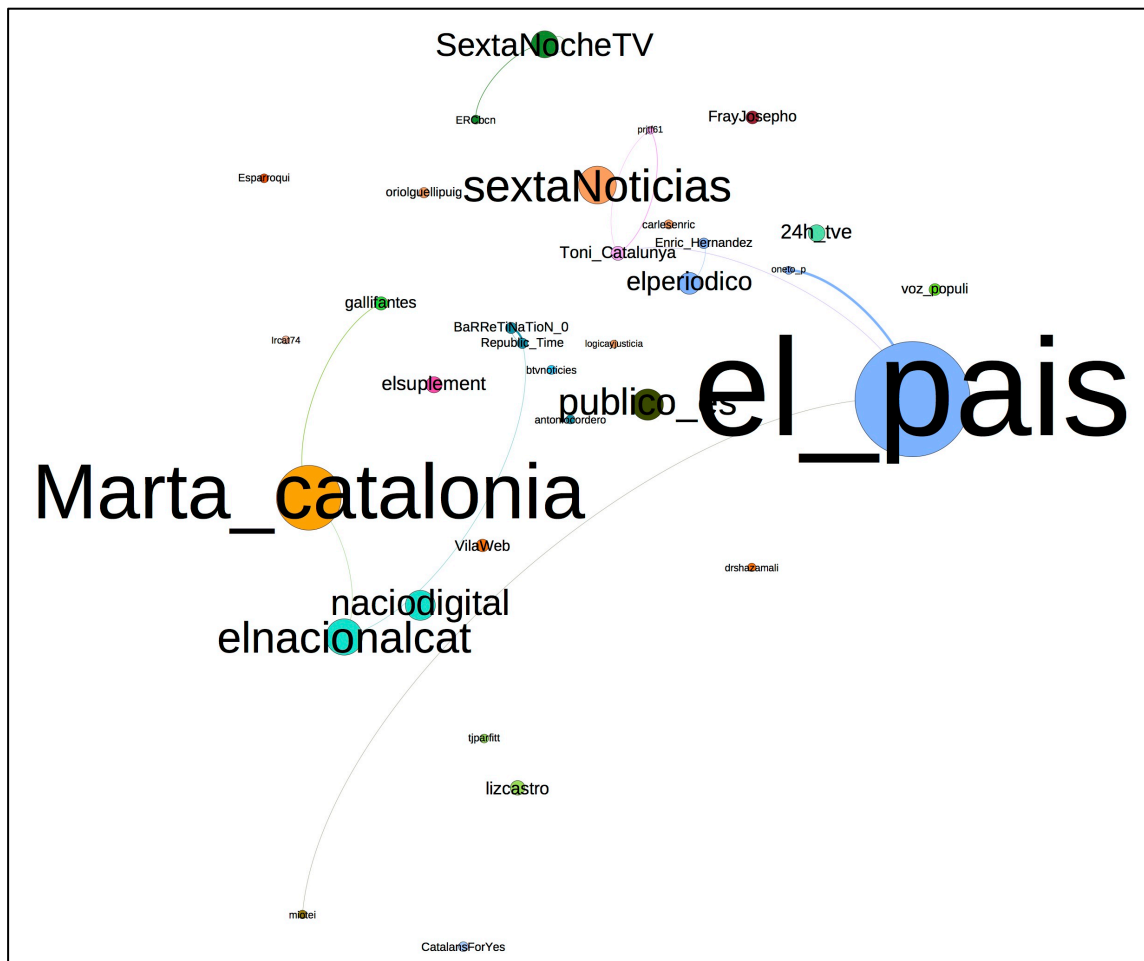 SextaNocheTV
ERCbcn
FrayJosepho
prjtf61
Esparroqui
oriolguellipuig
sextaNoticias
carlesenric
24h_tve
Enric_Hernandez
Toni_Catalunya
oneto_p
elperiodico
voz_populi
gallifantes
BaRReTiNaTioN_0
Republic_Time
lrcat74
logicayjusticia
btvnoticies
elsuplement
publico_es
el_pais
antoniocordero
Marta_catalonia
VilaWeb
drshazamali
naciodigital
elnacionalcat
tjparfitt
lizcastro
CatalansForYes